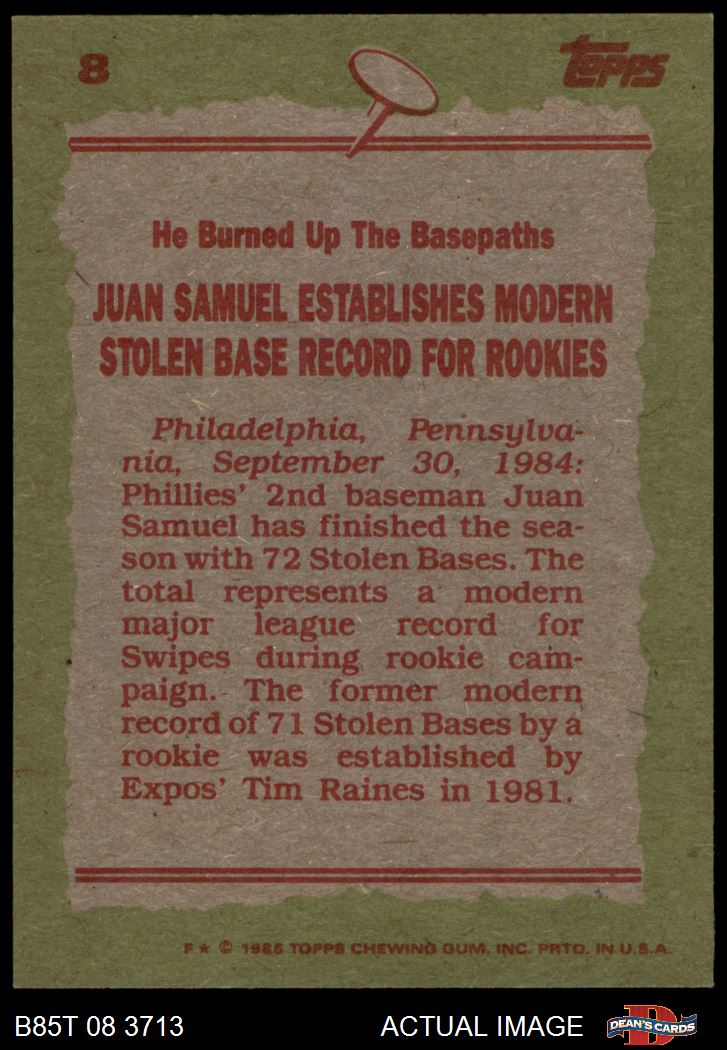 8
Topps
He Burned Up The Basepaths
JUAN SAMUEL ESTABLISHES MODERN
STOLEN BASE RECORD FOR ROOKIES
Philadelphia, Pennsylva-
nia, September 30, 1984:
Phillies' 2nd baseman Juan
Samuel has finished the sea-
son with 72 Stolen Bases. The
total represents a modern
major league record for
Swipes during rookie cam-
paign. The former modern
record of 71 Stolen Bases by a
rookie was established by
Expos' Tim Raines in 1981.
F ★ © 1985 TOPPS CHEWING GUM, INC. PRTD. IN U.S.A.
B85T 08 3713
ACTUAL IMAGE
D
DEAN'S CARDS